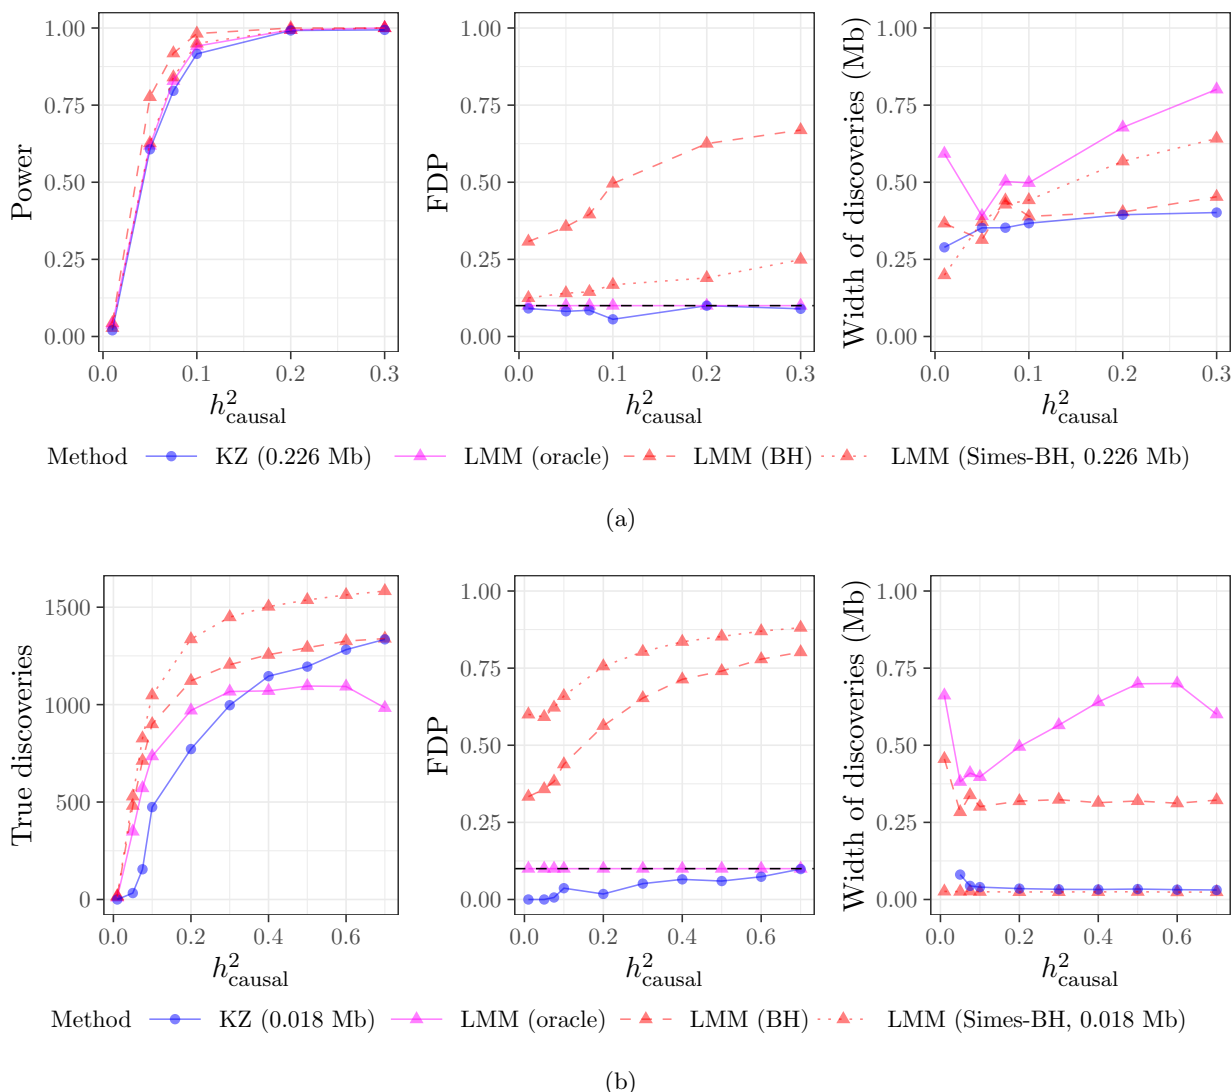 Power
1.00
0.75
0.50
0.25
0.00
0.0 0.1 0.2 0.3
h²causal
FDP
1.00
0.75
0.50
0.25
0.00
0.0 0.1 0.2 0.3
h²causal
Width of discoveries (Mb)
1.00
0.75
0.50
0.25
0.00
0.0 0.1 0.2 0.3
h²causal
Method KZ (0.226 Mb) LMM (oracle) LMM (BH) LMM (Simes-BH, 0.226 Mb)
(a)
True discoveries
1500
1000
500
0
0.0 0.2 0.4 0.6
h²causal
FDP
1.00
0.75
0.50
0.25
0.00
0.0 0.2 0.4 0.6
h²causal
Width of discoveries (Mb)
1.00
0.75
0.50
0.25
0.00
0.0 0.2 0.4 0.6
h²causal
Method KZ (0.018 Mb) LMM (oracle) LMM (BH) LMM (Simes-BH, 0.018 Mb)
(b)